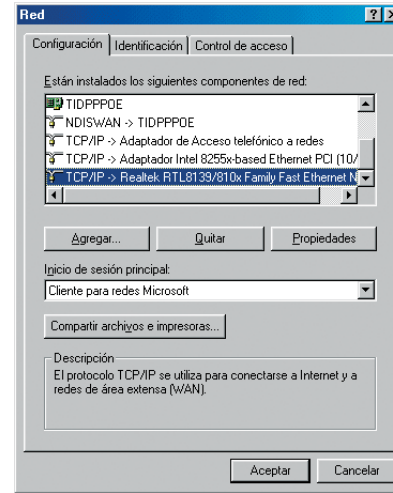 Red
Configuración Identificación Control de acceso
Están instalados los siguientes componentes de red:
TIDPPPOE
NDISWAN -> TIDPPPOE
TCP/IP -> Adaptador de Acceso telefónico a redes
TCP/IP -> Adaptador Intel 8255x-based Ethernet PCI (10/
TCP/IP -> Realtek RTL8139/810x Family Fast Ethernet N
Agregar... Quitar Propiedades
Inicio de sesión principal:
Cliente para redes Microsoft
Compartir archivos e impresoras...
Descripción
El protocolo TCP/IP se utiliza para conectarse a Internet y a
redes de área extensa (WAN).
Aceptar Cancelar